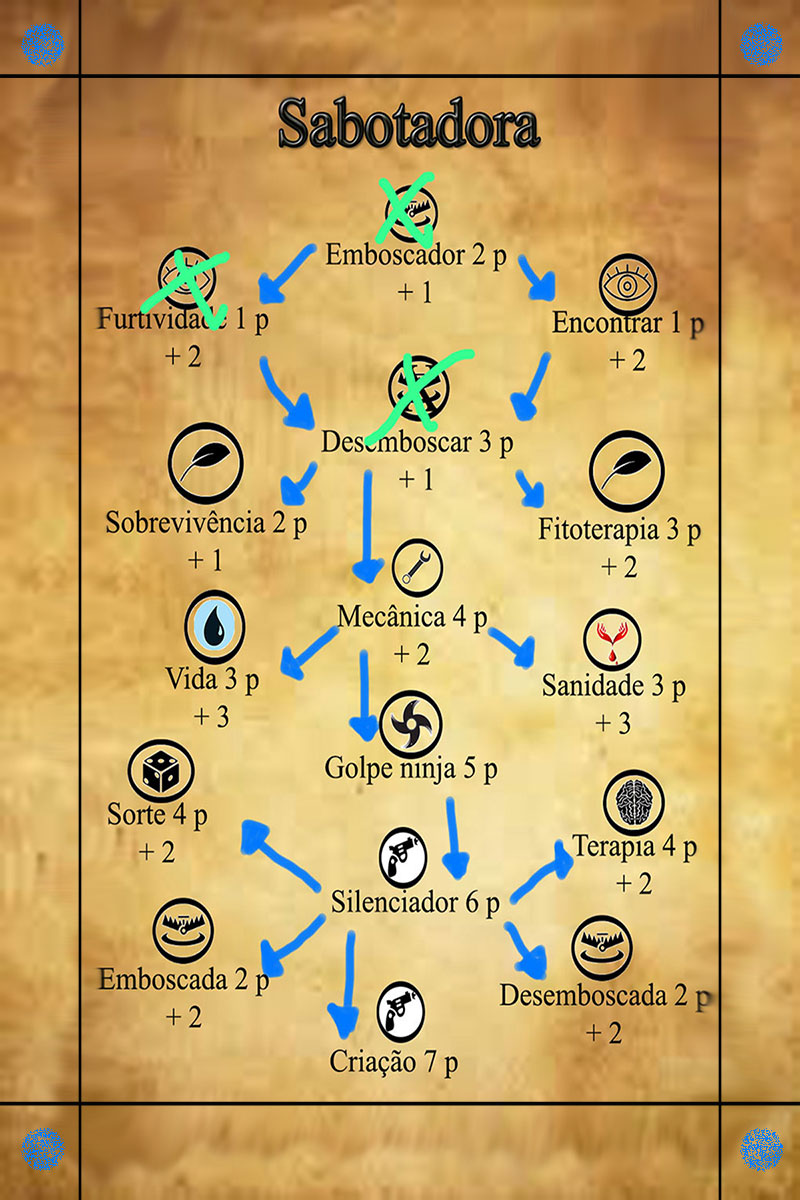 Sabotadora
Emboscador 2 p
+ 1
Furtividade 1 p
+ 2
Encontrar 1 p
+ 2
Desemboscar 3 p
+ 1
Sobrevivência 2 p
+ 1
Fitoterapia 3 p
+ 2
Mecânica 4 p
+ 2
Vida 3 p
+ 3
Sanidade 3 p
+ 3
Golpe ninja 5 p
Sorte 4 p
+ 2
Terapia 4 p
+ 2
Silenciador 6 p
Emboscada 2 p
+ 2
Desemboscada 2 p
+ 2
Criação 7 p